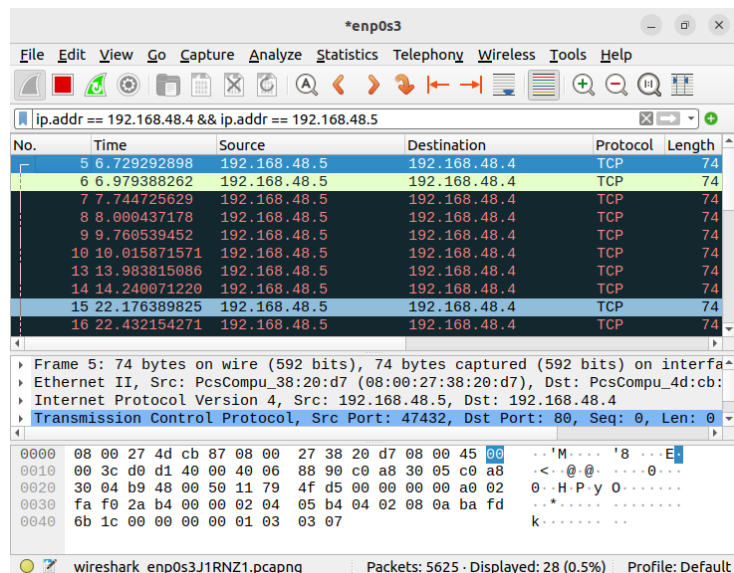 *enp0s3
File Edit View Go Capture Analyze Statistics Telephony Wireless Tools Help
ip.addr == 192.168.48.4 && ip.addr == 192.168.48.5
No. Time Source Destination Protocol Length
5 6.729292898 192.168.48.5 192.168.48.4 TCP 74
6 6.979388262 192.168.48.5 192.168.48.4 TCP 74
7 7.744725629 192.168.48.5 192.168.48.4 TCP 74
8 8.000437178 192.168.48.5 192.168.48.4 TCP 74
9 9.760539452 192.168.48.5 192.168.48.4 TCP 74
10 10.015871571 192.168.48.5 192.168.48.4 TCP 74
13 13.983815086 192.168.48.5 192.168.48.4 TCP 74
14 14.240071220 192.168.48.5 192.168.48.4 TCP 74
15 22.176389825 192.168.48.5 192.168.48.4 TCP 74
16 22.432154271 192.168.48.5 192.168.48.4 TCP 74
Frame 5: 74 bytes on wire (592 bits), 74 bytes captured (592 bits) on interfa
Ethernet II, Src: PcsCompu_38:20:d7 (08:00:27:38:20:d7), Dst: PcsCompu_4d:cb:
Internet Protocol Version 4, Src: 192.168.48.5, Dst: 192.168.48.4
Transmission Control Protocol, Src Port: 47432, Dst Port: 80, Seq: 0, Len: 0
0000 08 00 27 4d cb 87 08 00 27 38 20 d7 08 00 45 00 ··'M···· '8 ···E·
0010 00 3c d0 d1 40 00 40 06 88 90 c0 a8 30 05 c0 a8 ·<··@·@· ····0···
0020 30 04 b9 48 00 50 11 79 4f d5 00 00 00 00 a0 02 0··H·P·y O·······
0030 fa f0 2a b4 00 00 02 04 05 b4 04 02 08 0a ba fd ··*····· ········
0040 6b 1c 00 00 00 00 01 03 03 07 k······· ··
wireshark_enp0s3J1RNZ1.pcapng Packets: 5625 · Displayed: 28 (0.5%) Profile: Default